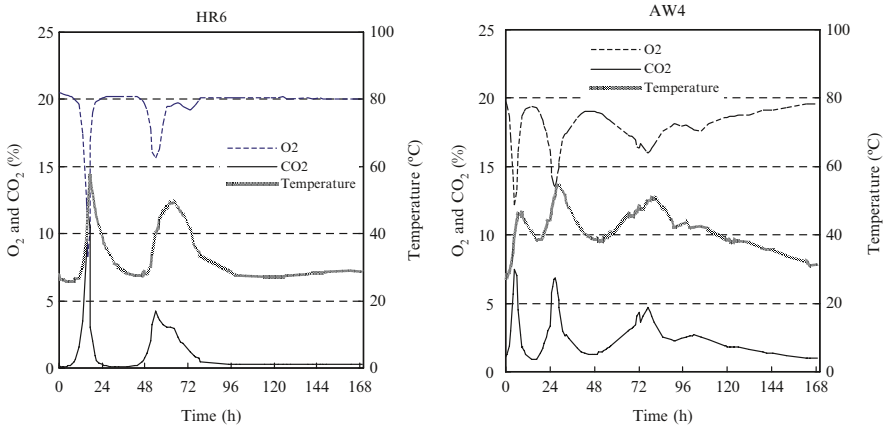 HR6
25
20
15
10
5
0
O2 and CO2 (%)
100
80
60
40
20
0
Temperature (ºC)
O2
CO2
Temperature
0 24 48 72 96 120 144 168
Time (h)
AW4
25
20
15
10
5
0
O2 and CO2 (%)
100
80
60
40
20
0
Temperature (ºC)
O2
CO2
Temperature
0 24 48 72 96 120 144 168
Time (h)